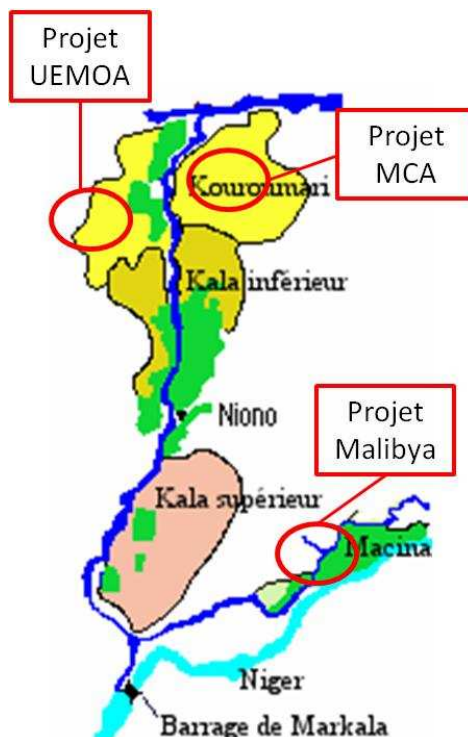 Projet
UEMOA
Projet
MCA
Kouroumari
Kala inférieur
Niono
Projet
Malibya
Kala supérieur
Macina
Niger
Barrage de Markala